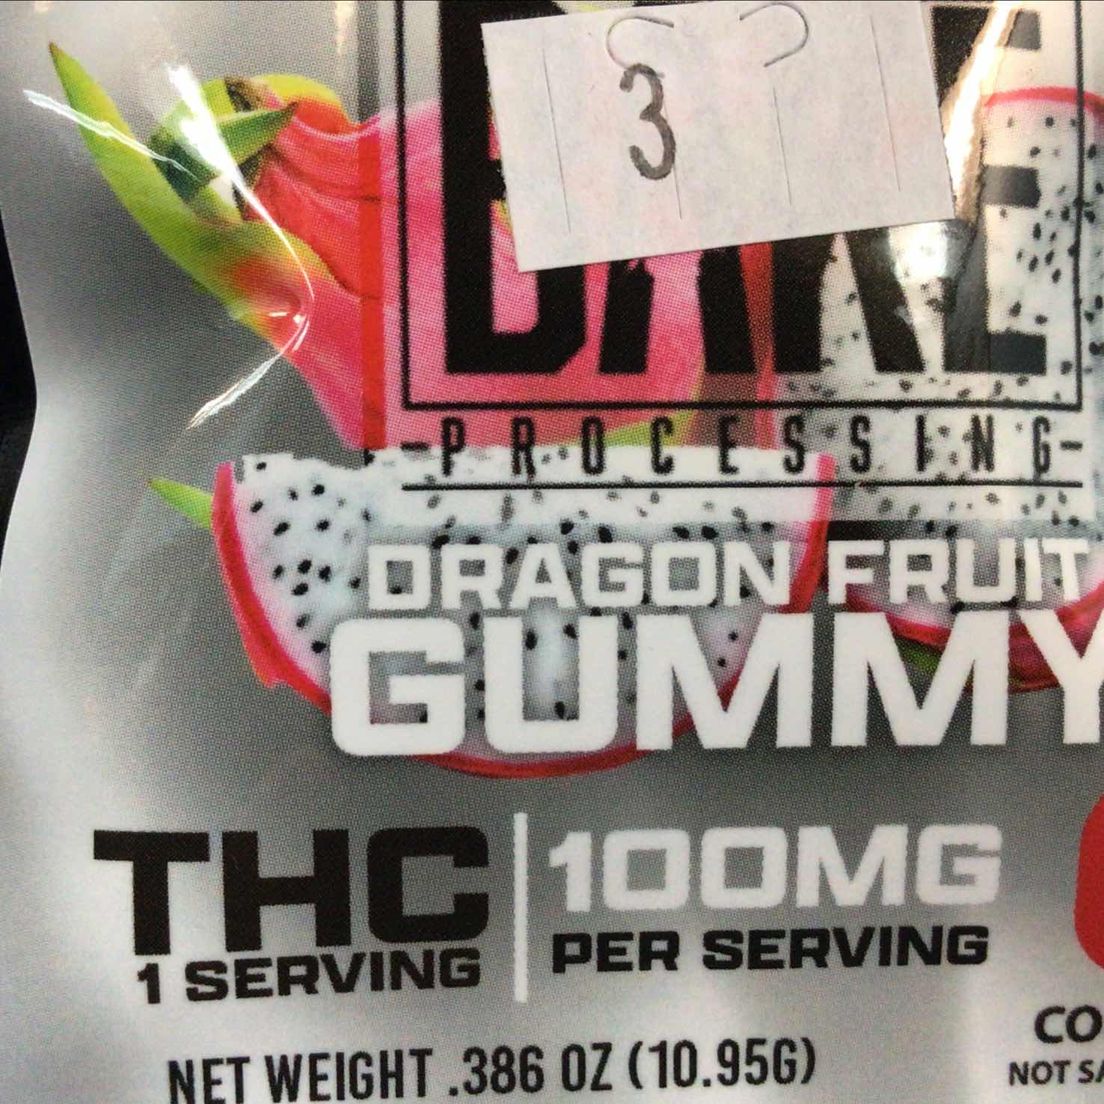 3
-PROCESSING-
DRAGON FRUIT
GUMMY
THC
1 SERVING
100MG
PER SERVING
NET WEIGHT .386 OZ (10.95G)
CO
NOT SA